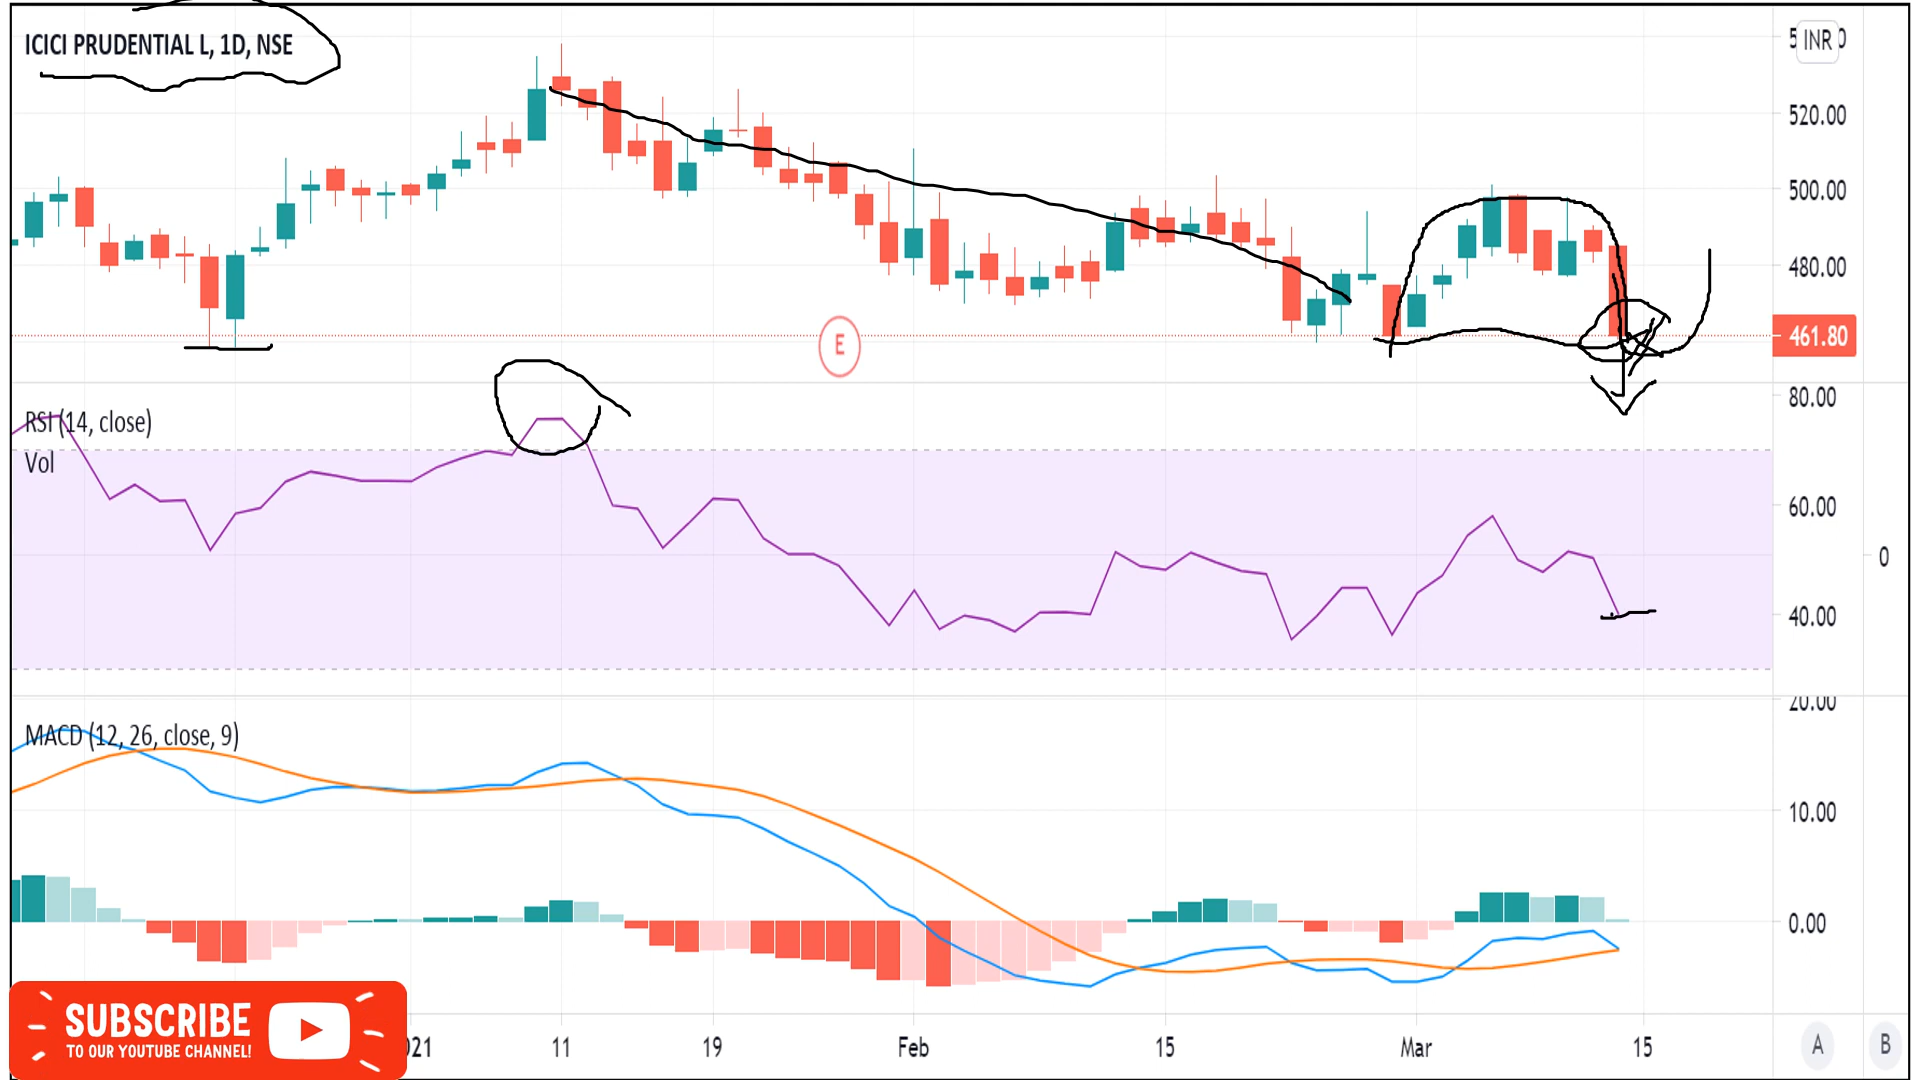 ICICI PRUDENTIAL L, 1D, NSE
INR
520.00
500.00
480.00
461.80
E
RSI (14, close)
Vol
80.00
60.00
0
40.00
MACD (12, 26, close, 9)
20.00
10.00
0.00
SUBSCRIBE
TO OUR YOUTUBE CHANNEL!
021
11
19
Feb
15
Mar
15
A
B